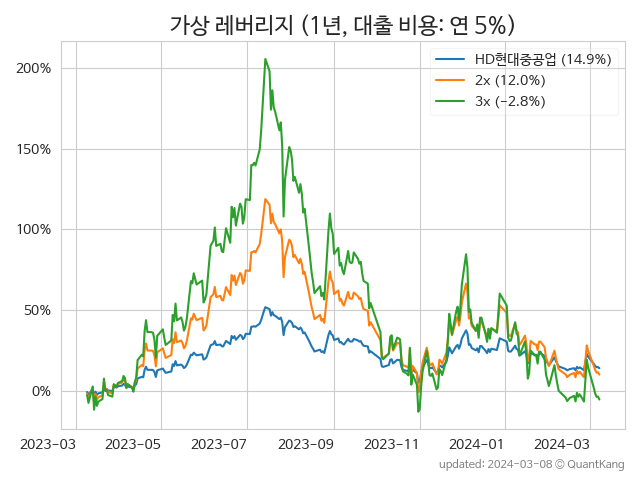 가상 레버리지 (1년, 대출 비용: 연 5%)
HD현대중공업 (14.9%)
2x (12.0%)
3x (−2.8%)
200%
150%
100%
50%
0%
2023-03 2023-05 2023-07 2023-09 2023-11 2024-01 2024-03
updated: 2024-03-08 © QuantKang